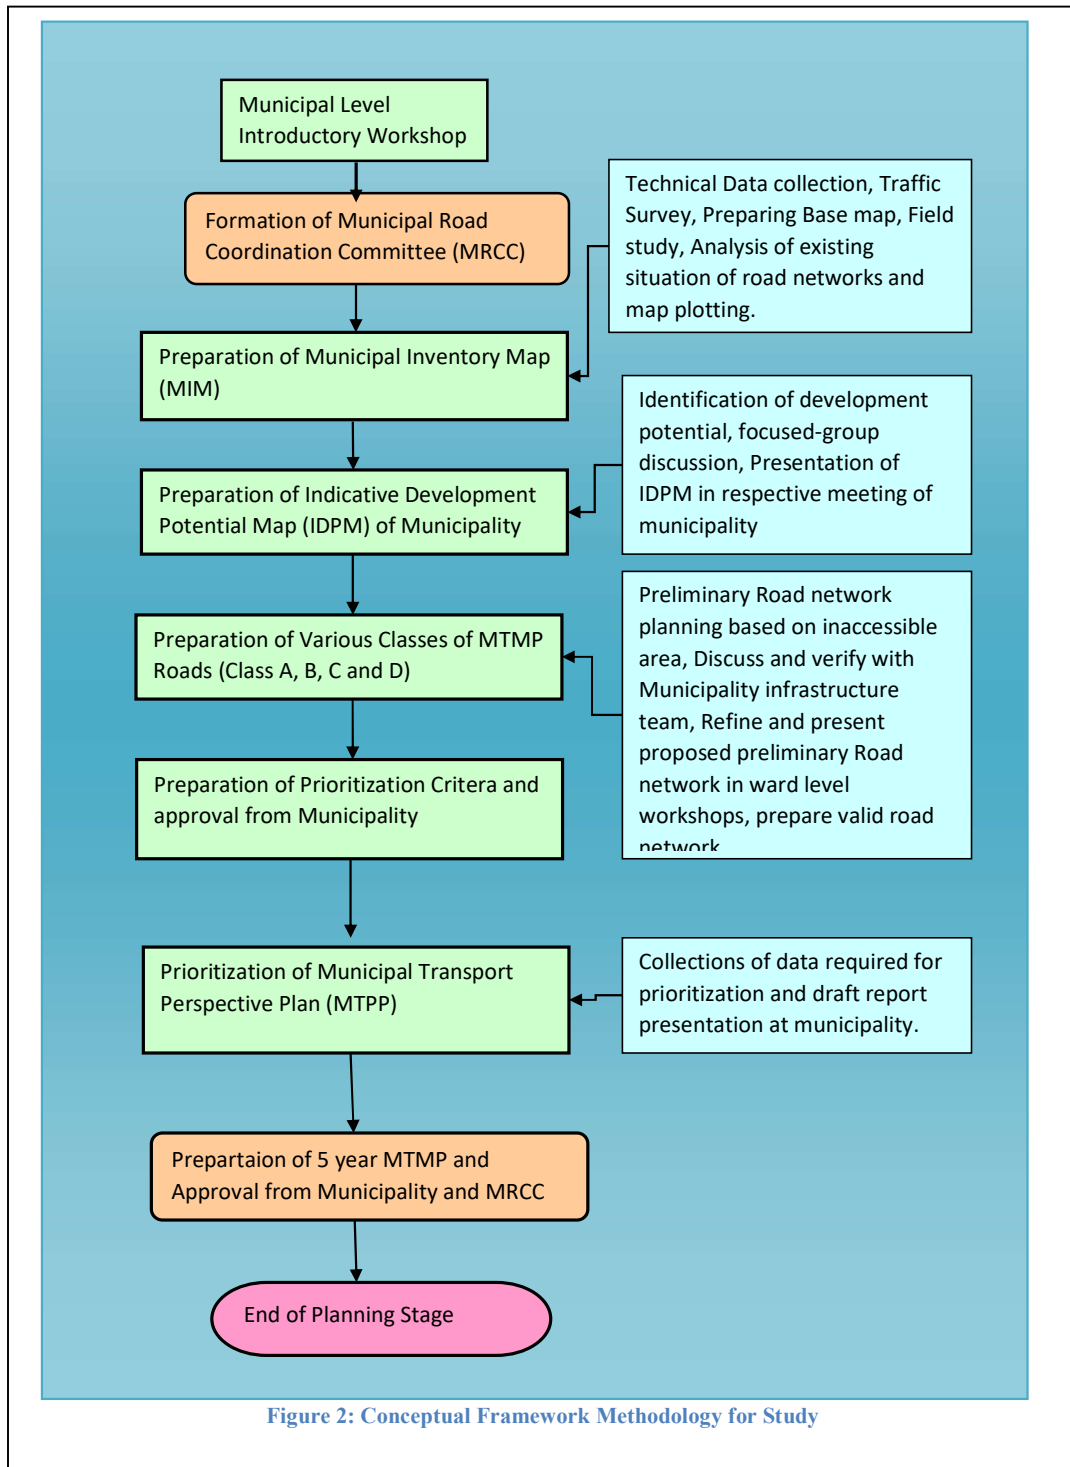 Municipal Level
Introductory Workshop
Formation of Municipal Road
Coordination Committee (MRCC)
Technical Data collection, Traffic
Survey, Preparing Base map, Field
study, Analysis of existing
situation of road networks and
map plotting.
Preparation of Municipal Inventory Map
(MIM)
Identification of development
potential, focused-group
discussion, Presentation of
IDPM in respective meeting of
municipality
Preparation of Indicative Development
Potential Map (IDPM) of Municipality
Preliminary Road network
planning based on inaccessible
area, Discuss and verify with
Municipality infrastructure
team, Refine and present
proposed preliminary Road
network in ward level
workshops, prepare valid road
network
Preparation of Various Classes of MTMP
Roads (Class A, B, C and D)
Preparation of Prioritization Critera and
approval from Municipality
Prioritization of Municipal Transport
Perspective Plan (MTPP)
Collections of data required for
prioritization and draft report
presentation at municipality.
Prepartaion of 5 year MTMP and
Approval from Municipality and MRCC
End of Planning Stage
Figure 2: Conceptual Framework Methodology for Study